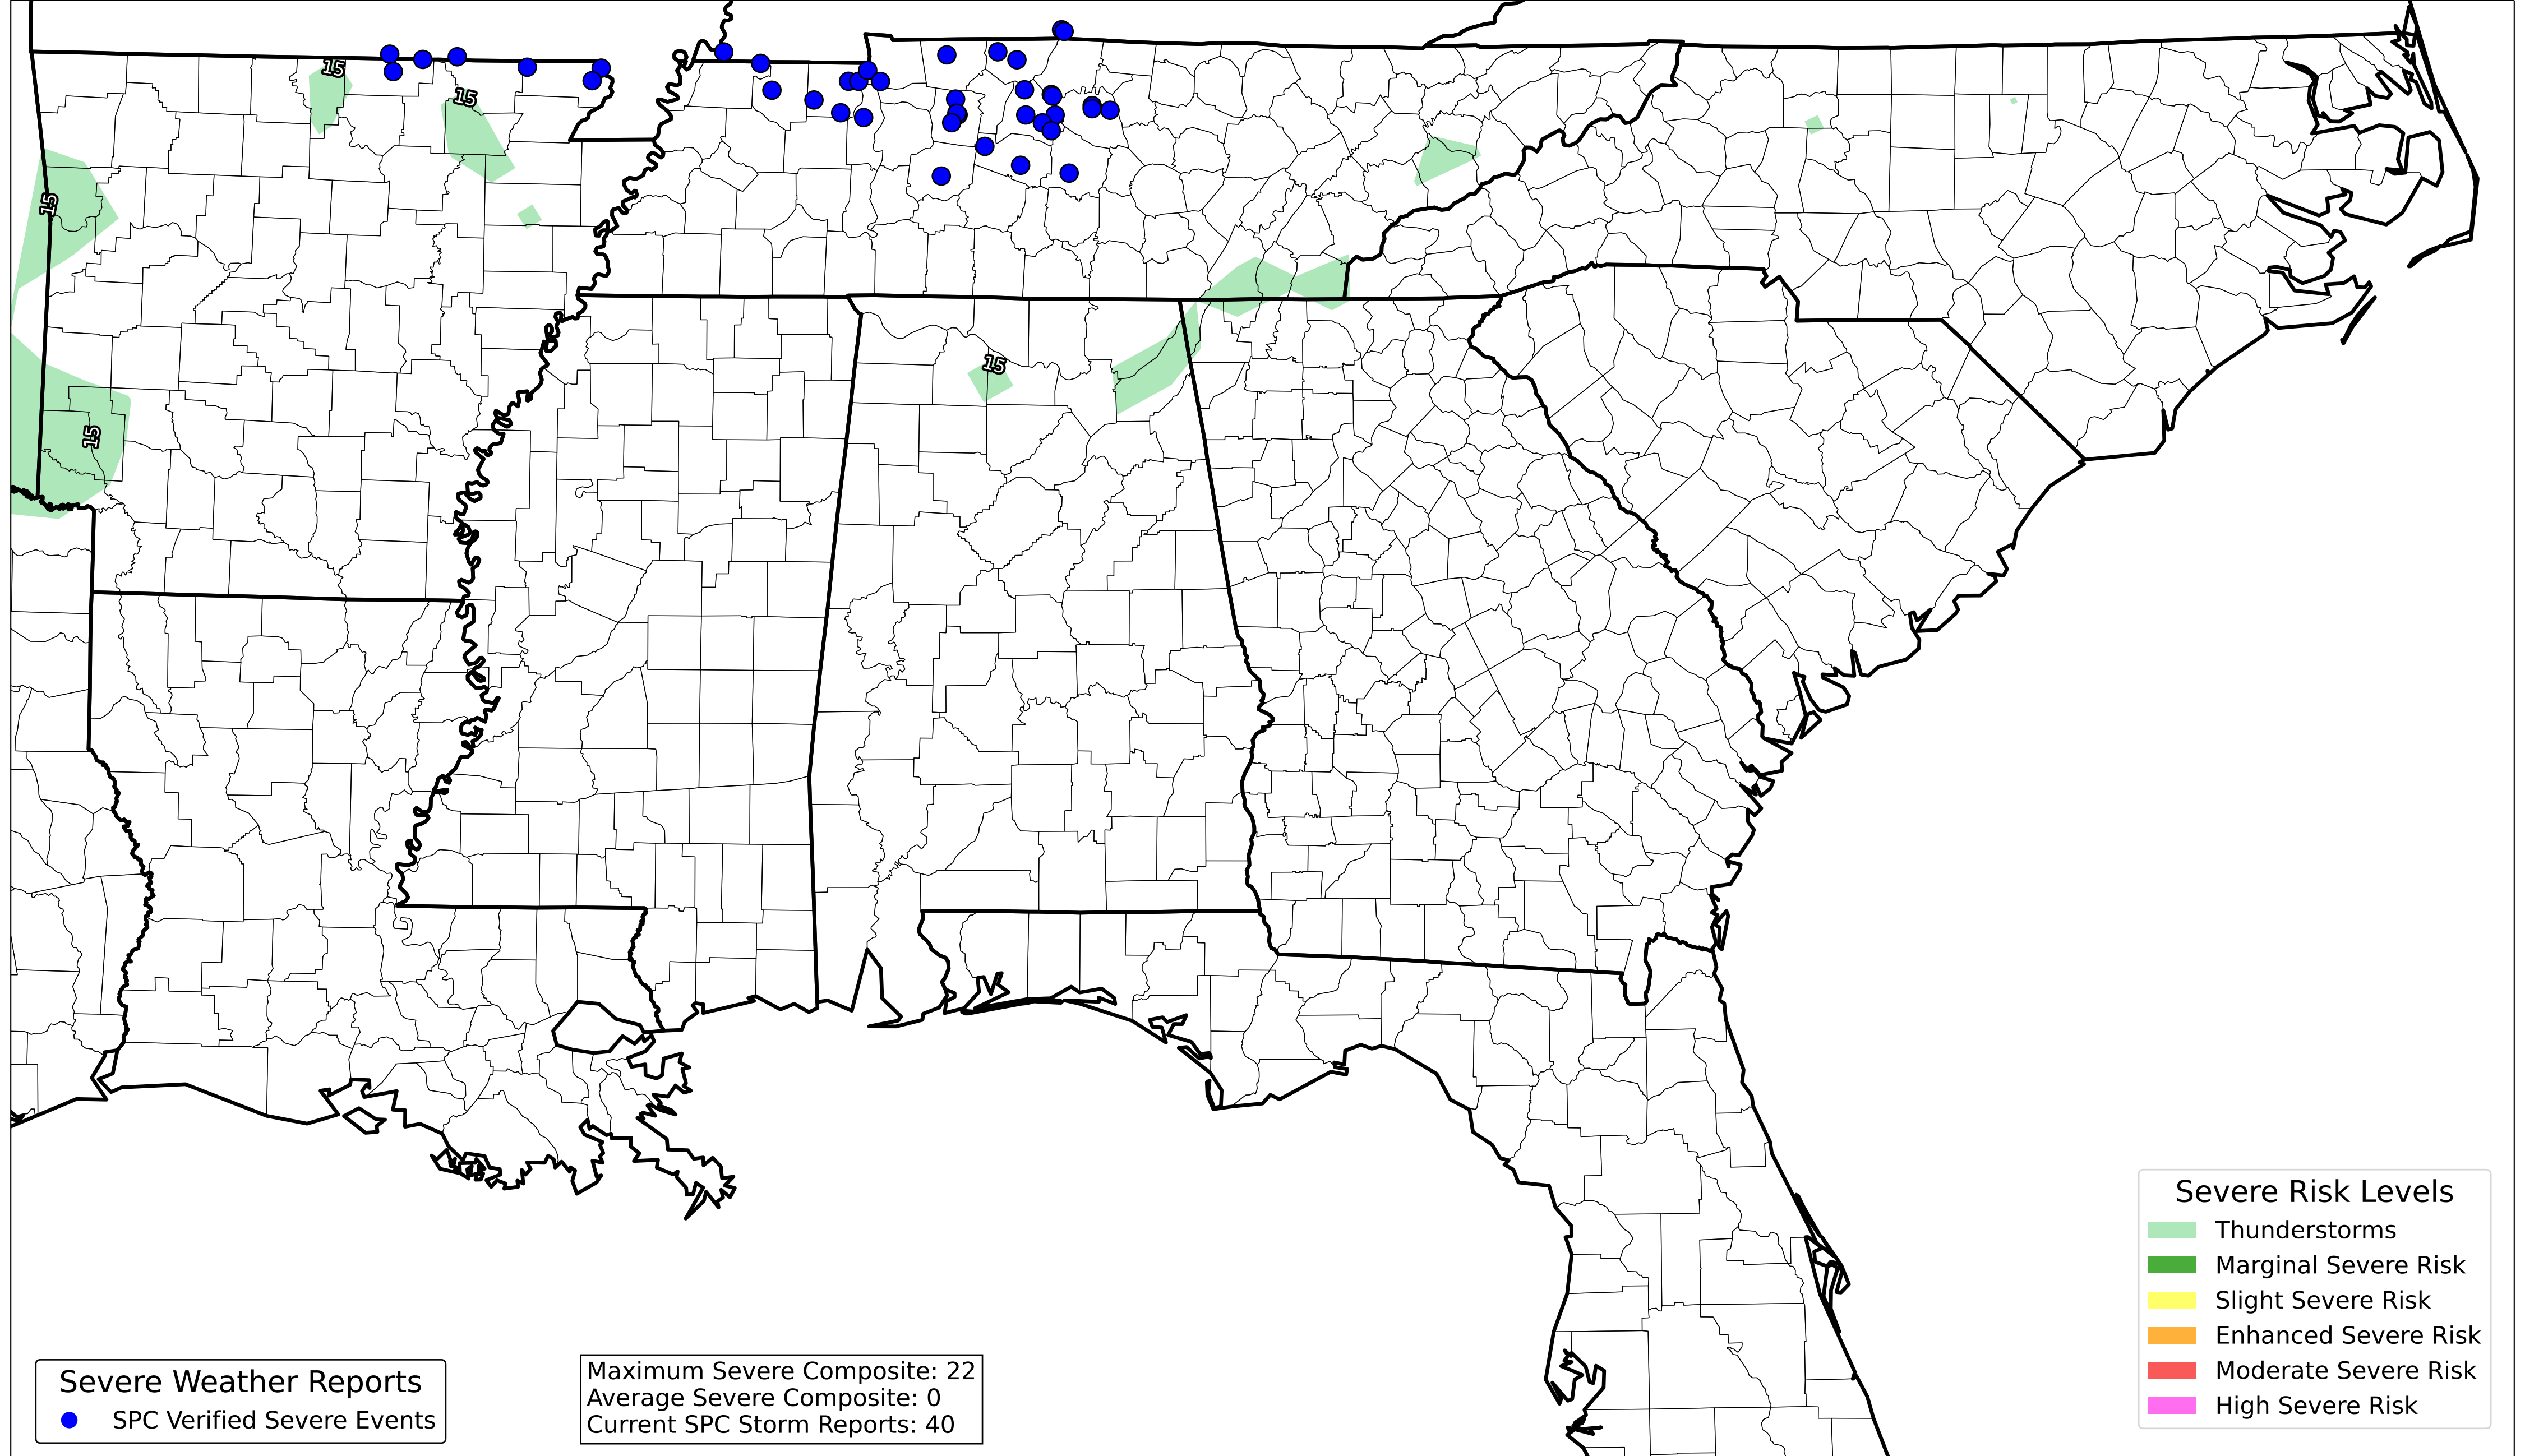 15
15
15
15
15
Severe Risk Levels
Thunderstorms
Marginal Severe Risk
Slight Severe Risk
Enhanced Severe Risk
Moderate Severe Risk
High Severe Risk
Severe Weather Reports
SPC Verified Severe Events
Maximum Severe Composite: 22
Average Severe Composite: 0
Current SPC Storm Reports: 40